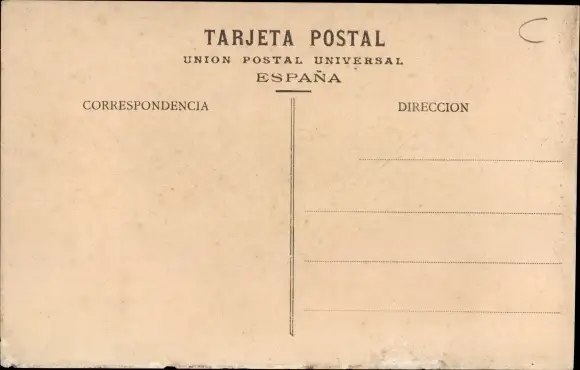 TARJETA POSTAL
UNION POSTAL UNIVERSAL
ESPAÑA
CORRESPONDENCIA
DIRECCION